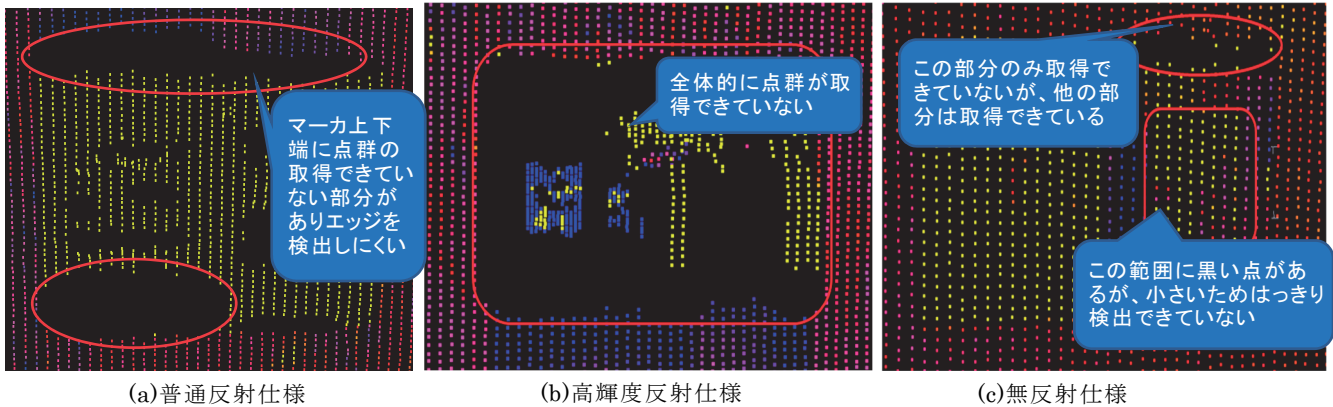 マーカ上下
端に点群の
取得できてい
ない部分が
ありエッジを
検出しにくい
全体的に点群が取
得できていない
この部分のみ取得で
きていないが、他の部
分は取得できている
この範囲に黒い点があ
るが、小さいためはっきり
検出できていない
(a)普通反射仕様
(b)高輝度反射仕様
(c)無反射仕様